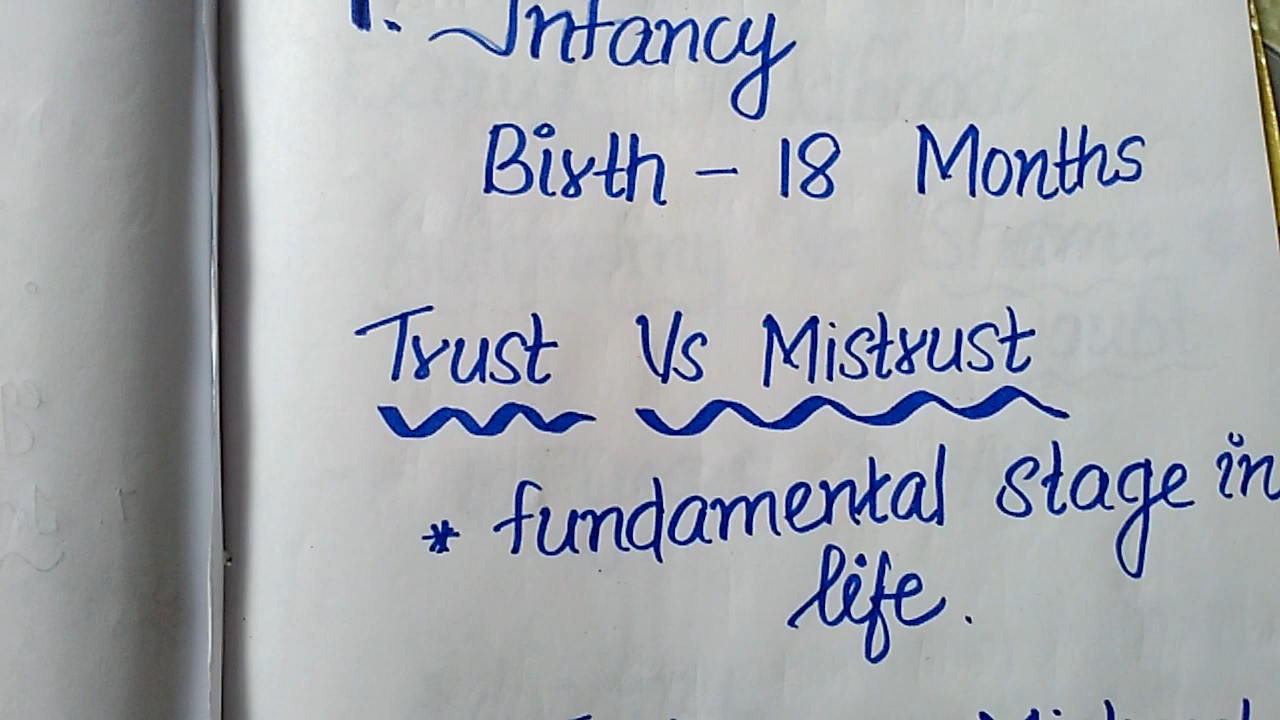 1. Infancy
Birth – 18 Months
Trust Vs Mistrust
* fundamental stage in
life.